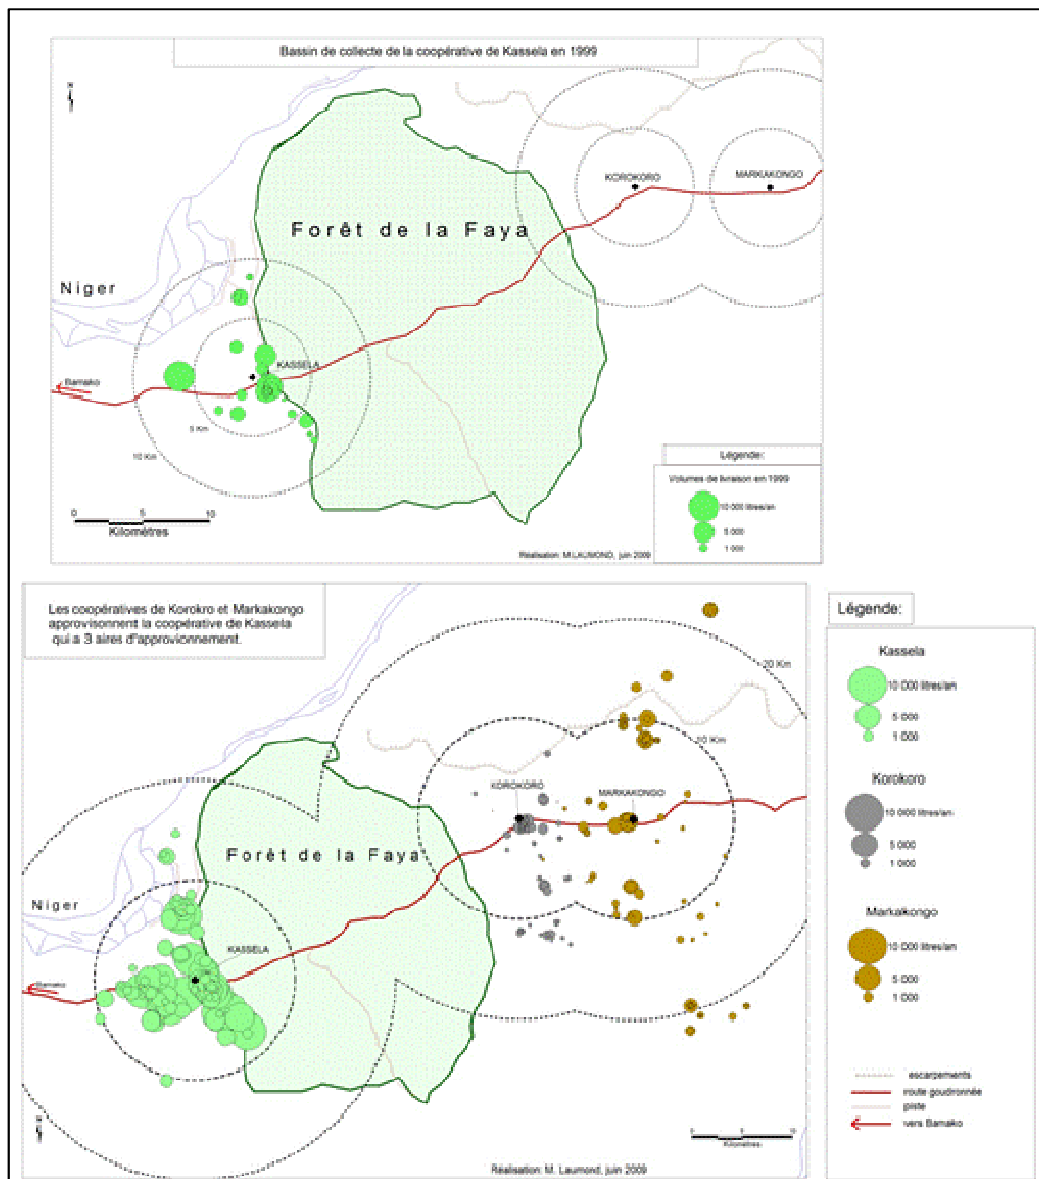 Bassin de collecte de la coopérative de Kassela en 1999
N
KOROKORO
MARKAKONGO
Forêt de la Faya
Niger
KASSELA
Bamako
5 Km
10 Km
Légende:
Volumes de livraison en 1999
10 000 litres/an
5 000
1 000
0 5 10
Kilomètres
Réalisation: M.LAUMOND, juin 2009
Les coopératives de Korokro et Markakongo
approvisonnent la coopérative de Kassela
qui a 3 aires d'approvionnement.
20 Km
10 Km
KOROKORO
MARKAKONGO
Forêt de la Faya
Niger
KASSELA
Bamako
N
0 5 10
Kilomètres
Réalisation: M. Laumond, juin 2009
Légende:
Kassela
10 000 litres/an
5 000
1 000
Korokoro
10 000 litres/an
5 000
1 000
Markakongo
10 000 litres/an
5 000
1 000
escarpements
route goudronnée
piste
vers Bamako